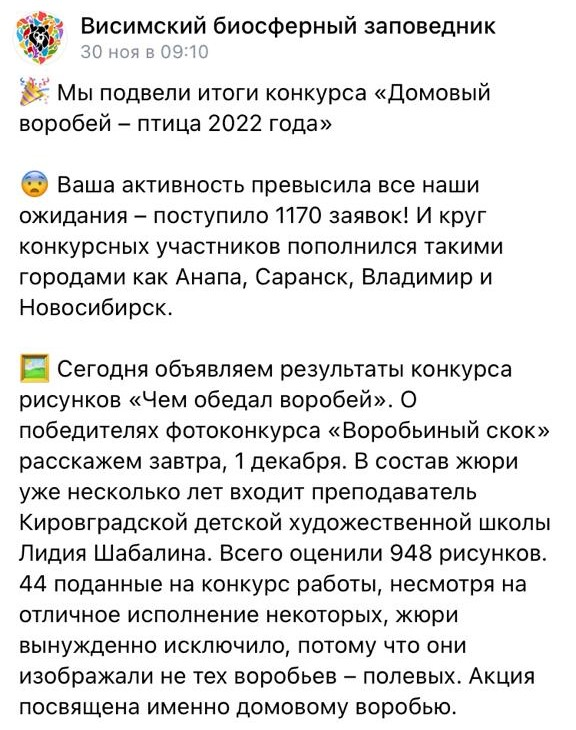 Висимский биосферный заповедник
30 ноя в 09:10
🎉 Мы подвели итоги конкурса «Домовый
воробей – птица 2022 года»
😨 Ваша активность превысила все наши
ожидания – поступило 1170 заявок! И круг
конкурсных участников пополнился такими
городами как Анапа, Саранск, Владимир и
Новосибирск.
🖼 Сегодня объявляем результаты конкурса
рисунков «Чем обедал воробей». О
победителях фотоконкурса «Воробьиный скок»
расскажем завтра, 1 декабря. В состав жюри
уже несколько лет входит преподаватель
Кировградской детской художественной школы
Лидия Шабалина. Всего оценили 948 рисунков.
44 поданные на конкурс работы, несмотря на
отличное исполнение некоторых, жюри
вынужденно исключило, потому что они
изображали не тех воробьев – полевых. Акция
посвящена именно домовому воробью.